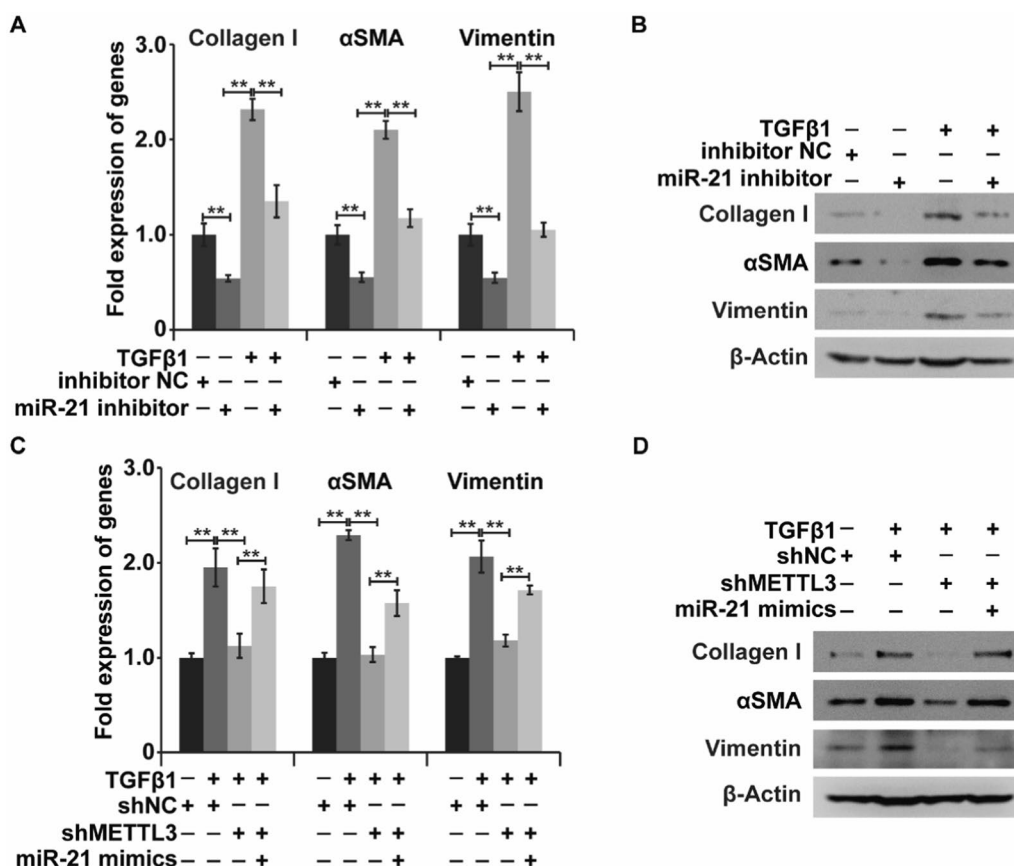 A
Collagen I αSMA Vimentin
Fold expression of genes
3.0
** ** ** ** ** **
2.0
** ** **
1.0
0
TGFβ1 – – + + – – + + – – + +
inhibitor NC + – – – + – – – + – – –
miR-21 inhibitor – + – + – + – + – + – +
B
TGFβ1 – – + +
inhibitor NC + – – –
miR-21 inhibitor – + – +
Collagen I
αSMA
Vimentin
β-Actin
C
Fold expression of genes
3.0
Collagen I αSMA Vimentin
** ** ** ** ** **
2.0
** ** **
1.0
0
TGFβ1 – + + + – + + + – + + +
shNC + + – – + + – – + + – –
shMETTL3 – – + + – – + + – – + +
miR-21 mimics – – – + – – – + – – – +
D
TGFβ1 – + + +
shNC + + – –
shMETTL3 – – + +
miR-21 mimics – – – +
Collagen I
αSMA
Vimentin
β-Actin